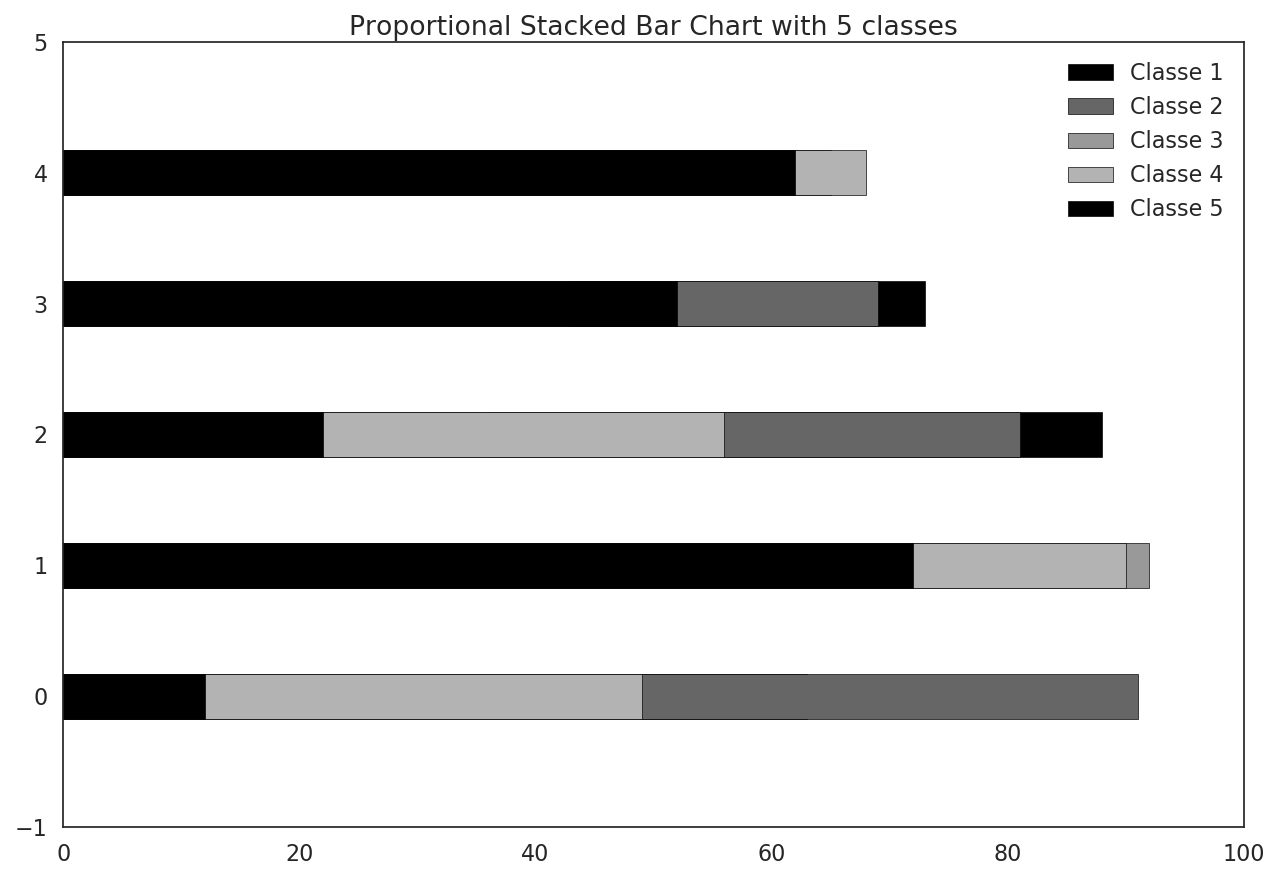 Proportional Stacked Bar Chart with 5 classes
5
4
3
2
1
0
−1
Classe 1
Classe 2
Classe 3
Classe 4
Classe 5
0 20 40 60 80 100